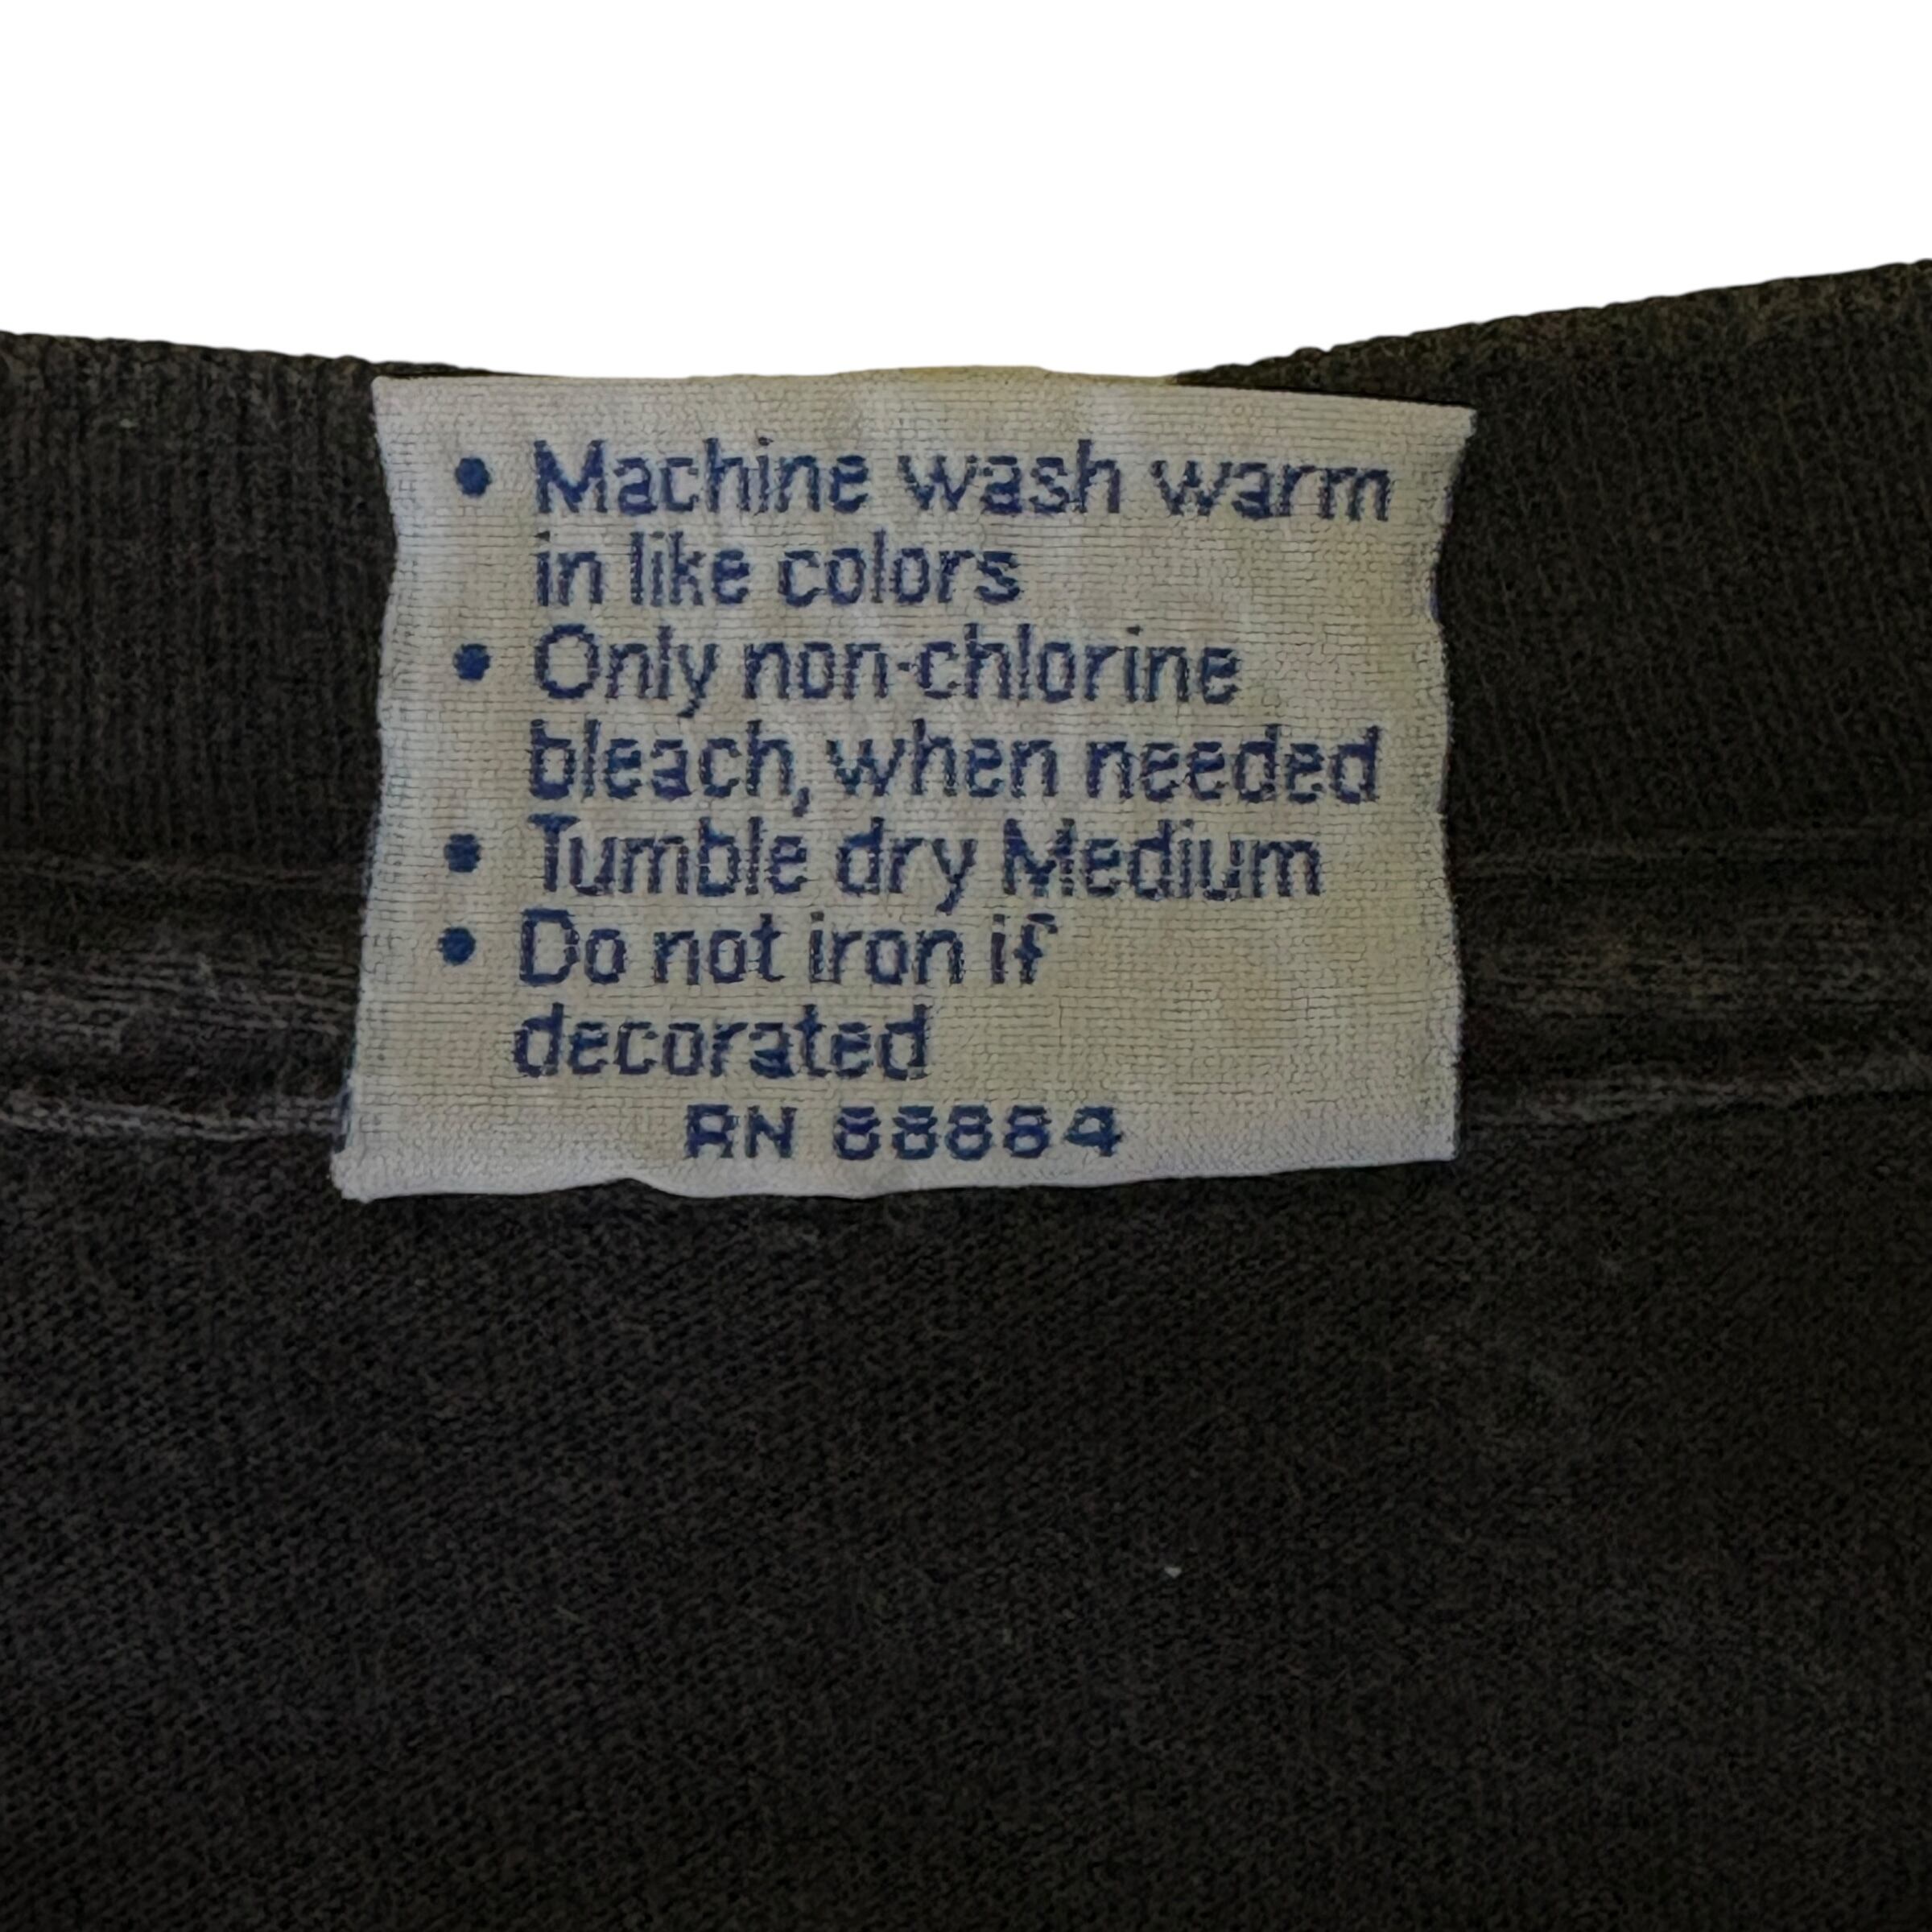 • Machine wash warm
in like colors
• Only non-chlorine
bleach, when needed
• Tumble dry Medium
• Do not iron if
decorated
RN